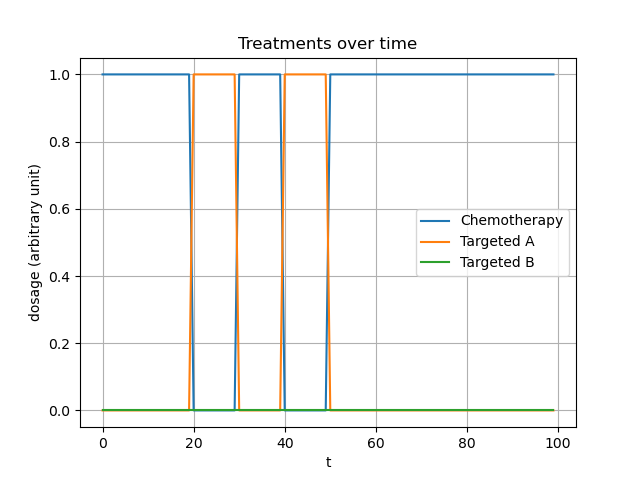 Treatments over time
dosage (arbitrary unit)
1.0
0.8
0.6
0.4
0.2
0.0
Chemotherapy
Targeted A
Targeted B
0 20 40 60 80 100
t